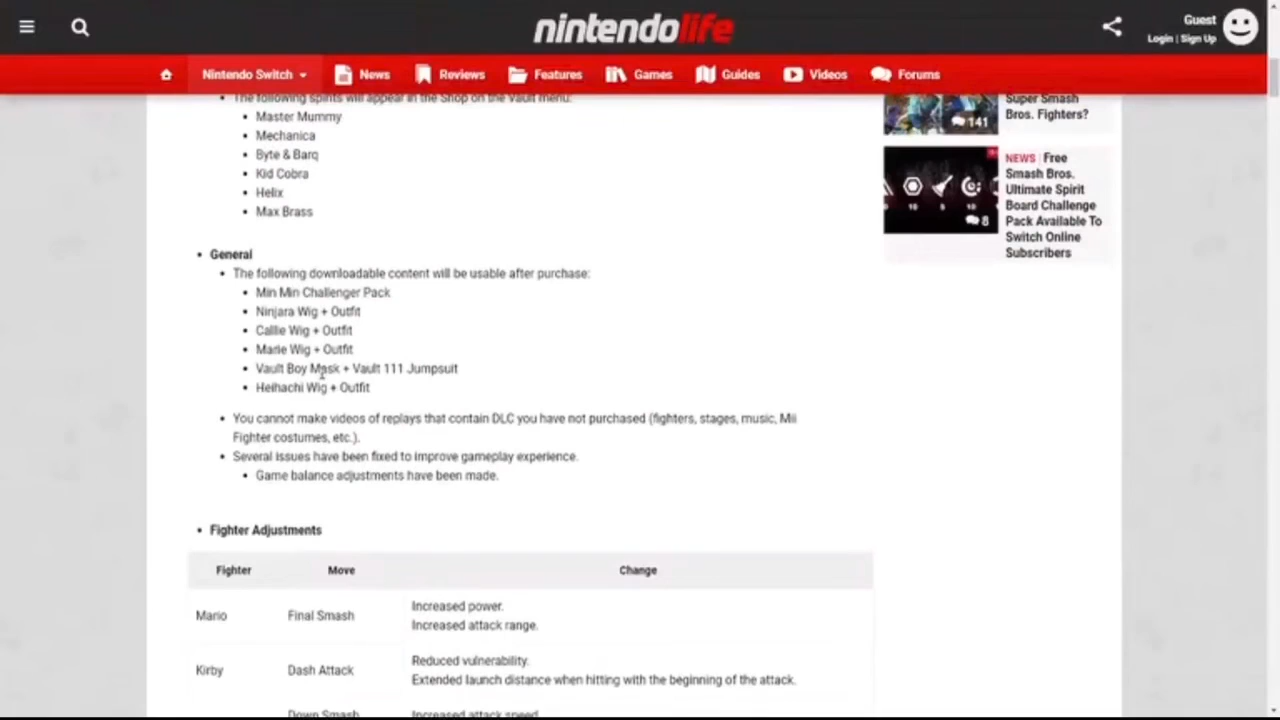 nintendolife
Guest
Login | Sign Up
Nintendo Switch
News
Reviews
Features
Games
Guides
Videos
Forums
The following spirits will appear in the Shop on the Vault menu:
Master Mummy
Mechanica
Byte & Barq
Kid Cobra
Helix
Max Brass
General
The following downloadable content will be usable after purchase:
Min Min Challenger Pack
Ninjara Wig + Outfit
Callie Wig + Outfit
Marie Wig + Outfit
Vault Boy Mask + Vault 111 Jumpsuit
Heihachi Wig + Outfit
You cannot make videos of replays that contain DLC you have not purchased (fighters, stages, music, Mii
Fighter costumes, etc.).
Several issues have been fixed to improve gameplay experience.
Game balance adjustments have been made.
Fighter Adjustments
Fighter Move Change
Mario Final Smash Increased power.
Increased attack range.
Kirby Dash Attack Reduced vulnerability.
Extended launch distance when hitting with the beginning of the attack.
Down Smash Increased attack speed
Super Smash
Bros. Fighters?
141
NEWS Free
Smash Bros.
Ultimate Spirit
Board Challenge
Pack Available To
Switch Online
Subscribers
8